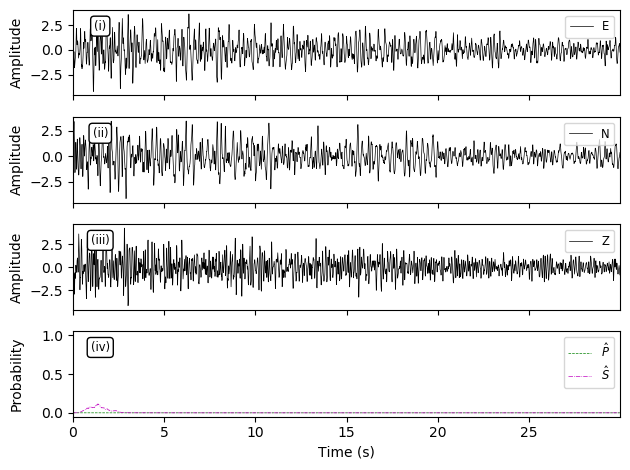 Amplitude
2.5
0.0
−2.5
(i)
E
Amplitude
2.5
0.0
−2.5
(ii)
N
Amplitude
2.5
0.0
−2.5
(iii)
Z
Probability
1.0
0.5
0.0
(iv)
P̂
Ŝ
0 5 10 15 20 25
Time (s)